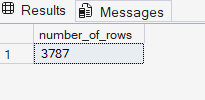 Results Messages
number_of_rows
1 3787